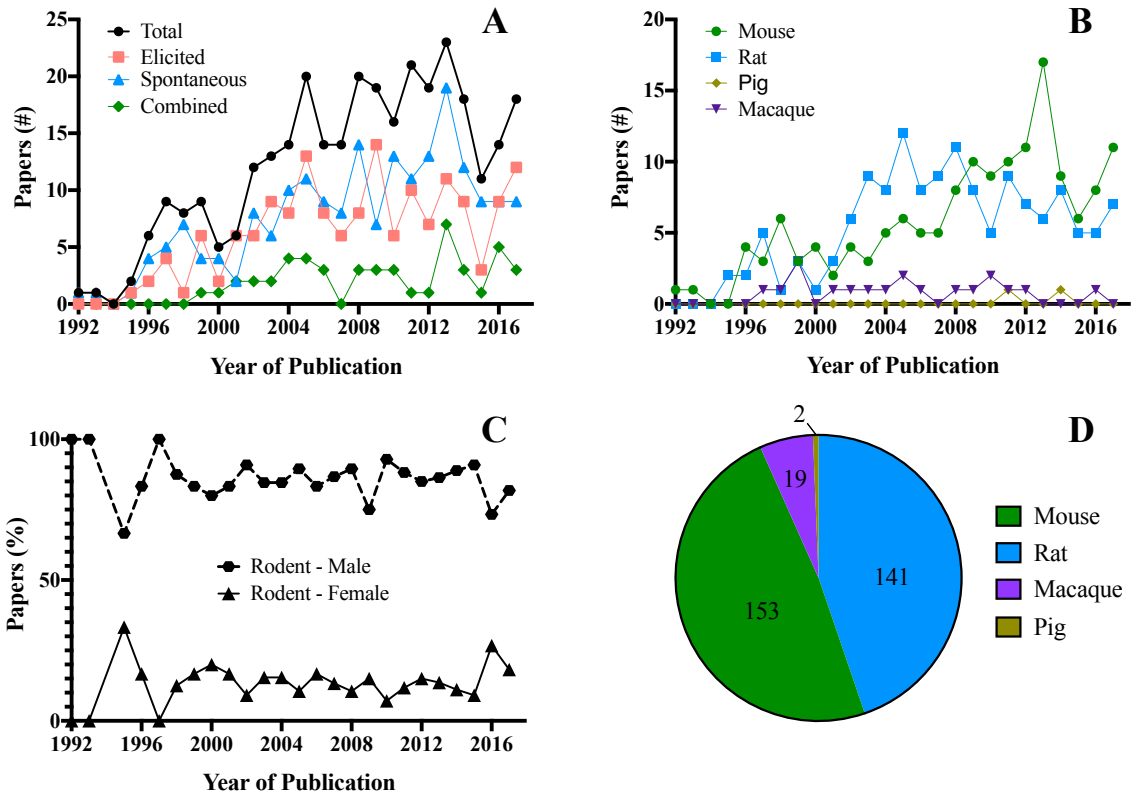 A
Total
Elicited
Spontaneous
Combined
Papers (#)
25
20
15
10
5
0
1992 1996 2000 2004 2008 2012 2016
Year of Publication
B
Mouse
Rat
Pig
Macaque
Papers (#)
20
15
10
5
0
1992 1996 2000 2004 2008 2012 2016
Year of Publication
C
Papers (%)
100
50
0
Rodent - Male
Rodent - Female
1992 1996 2000 2004 2008 2012 2016
Year of Publication
D
2
19
141
153
Mouse
Rat
Macaque
Pig